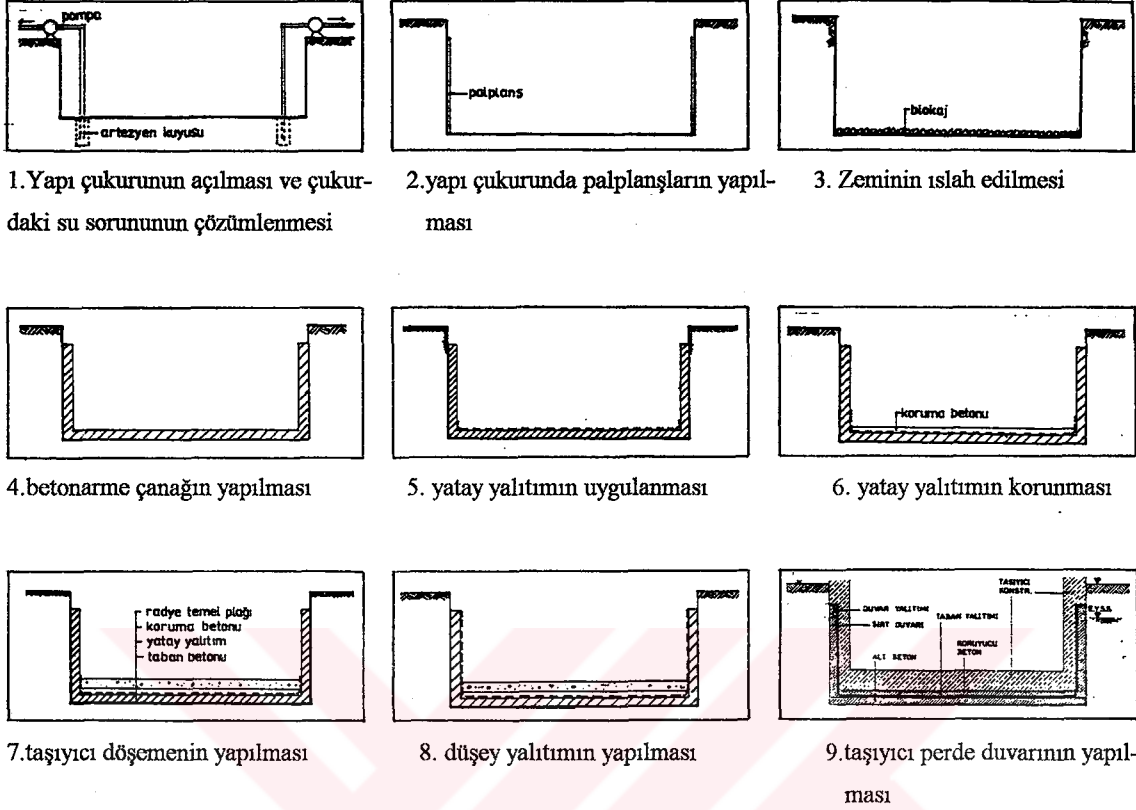 pompa
artezyen kuyusu
palplanş
blokaj
1.Yapı çukurunun açılması ve çukur-
daki su sorununun çözümlenmesi
2.yapı çukurunda palplanşların yapıl-
ması
3. Zeminin ıslah edilmesi
koruma betonu
4.betonarme çanağın yapılması
5. yatay yalıtımın uygulanması
6. yatay yalıtımın korunması
radye temel plağı
koruma betonu
yatay yalıtım
taban betonu
TAŞIYICI
KONSTR.
DUVAR YALITIMI
TABAN YALITIMI
SIRT DUVARI
KORUYUCU
BETON
ALT BETON
7.taşıyıcı döşemenin yapılması
8. düşey yalıtımın yapılması
9.taşıyıcı perde duvarının yapıl-
ması